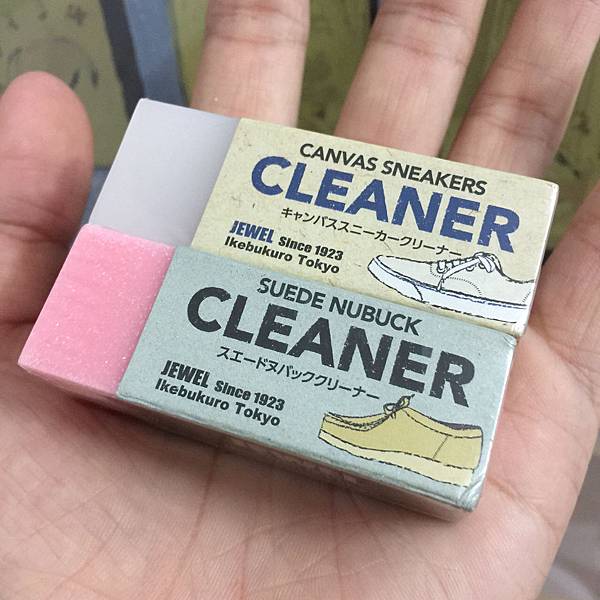 CANVAS SNEAKERS
CLEANER
キャンバススニーカークリーナー
JEWEL Since 1923
Ikebukuro Tokyo
SUEDE NUBUCK
CLEANER
スエードヌバッククリーナー
JEWEL Since 1923
Ikebukuro Tokyo